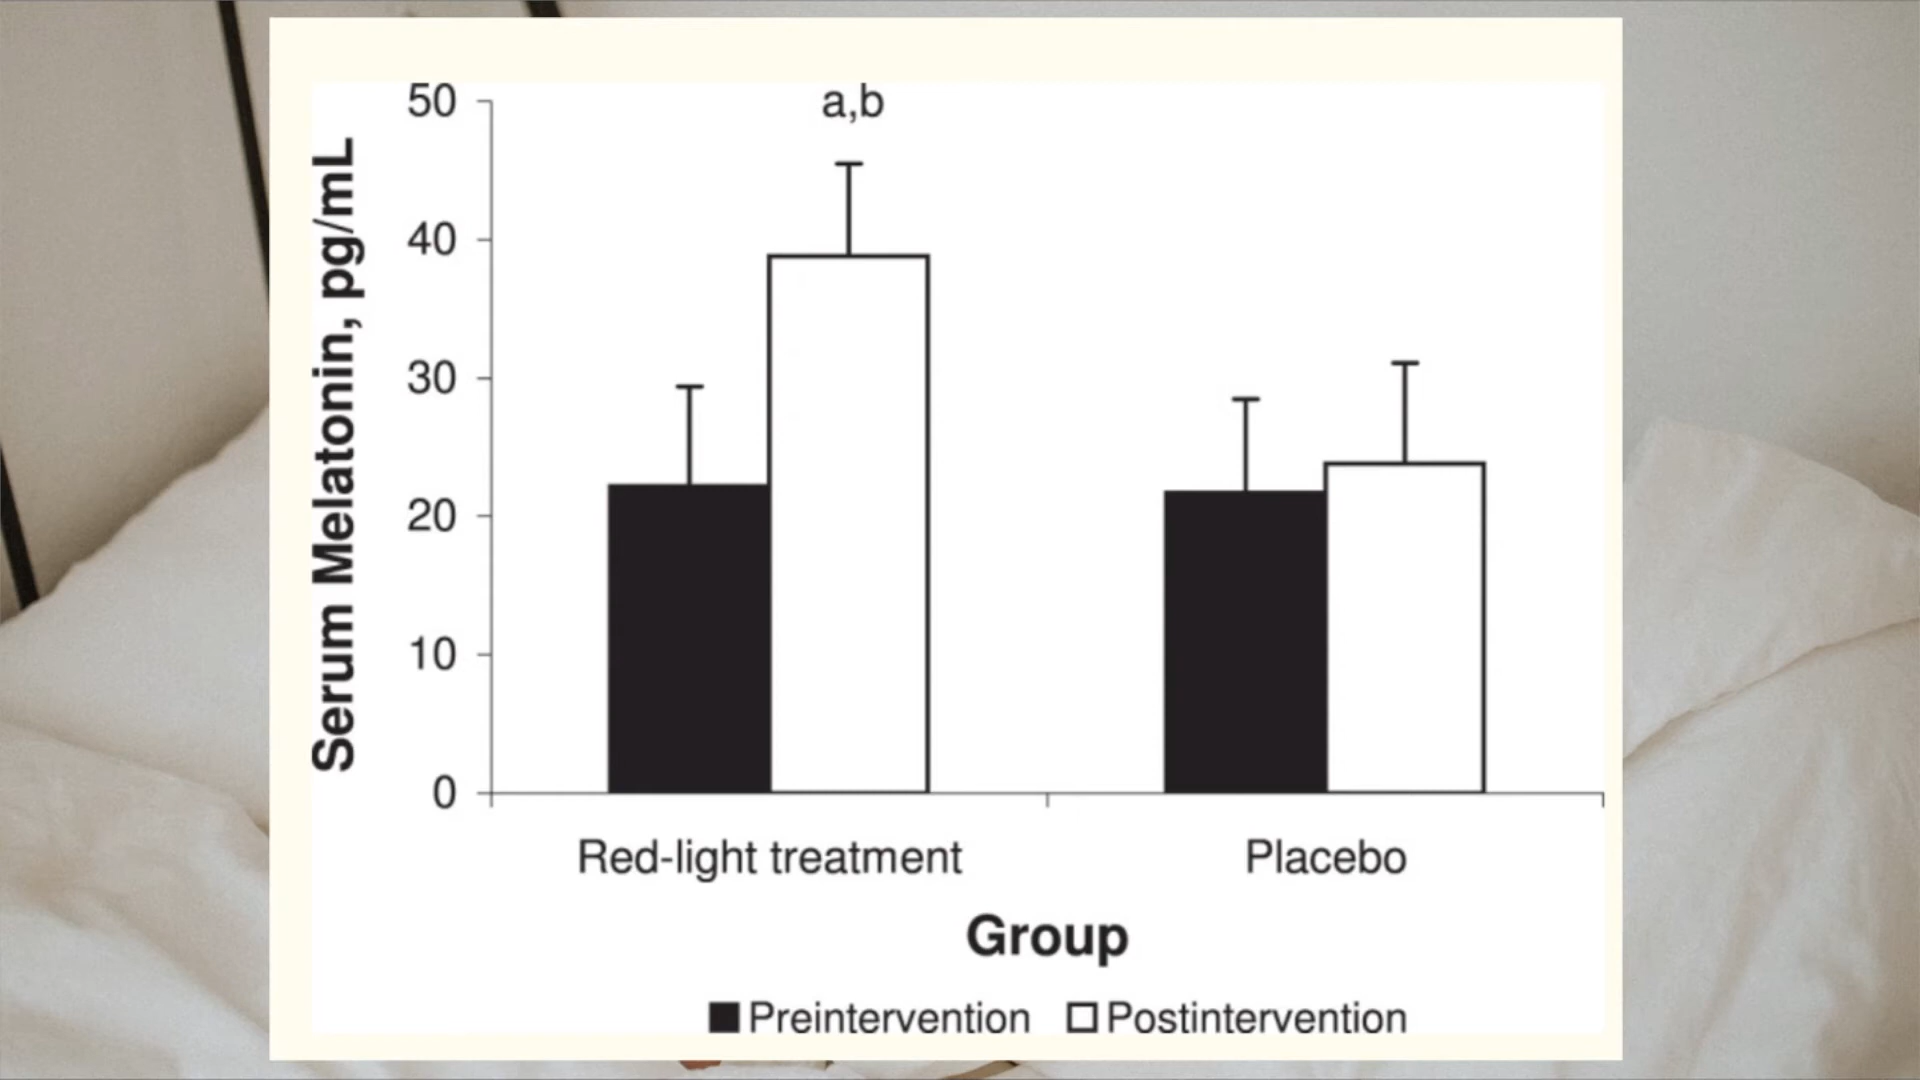 50
a,b
40
30
20
10
0
Serum Melatonin, pg/mL
Red-light treatment
Placebo
Group
Preintervention
Postintervention